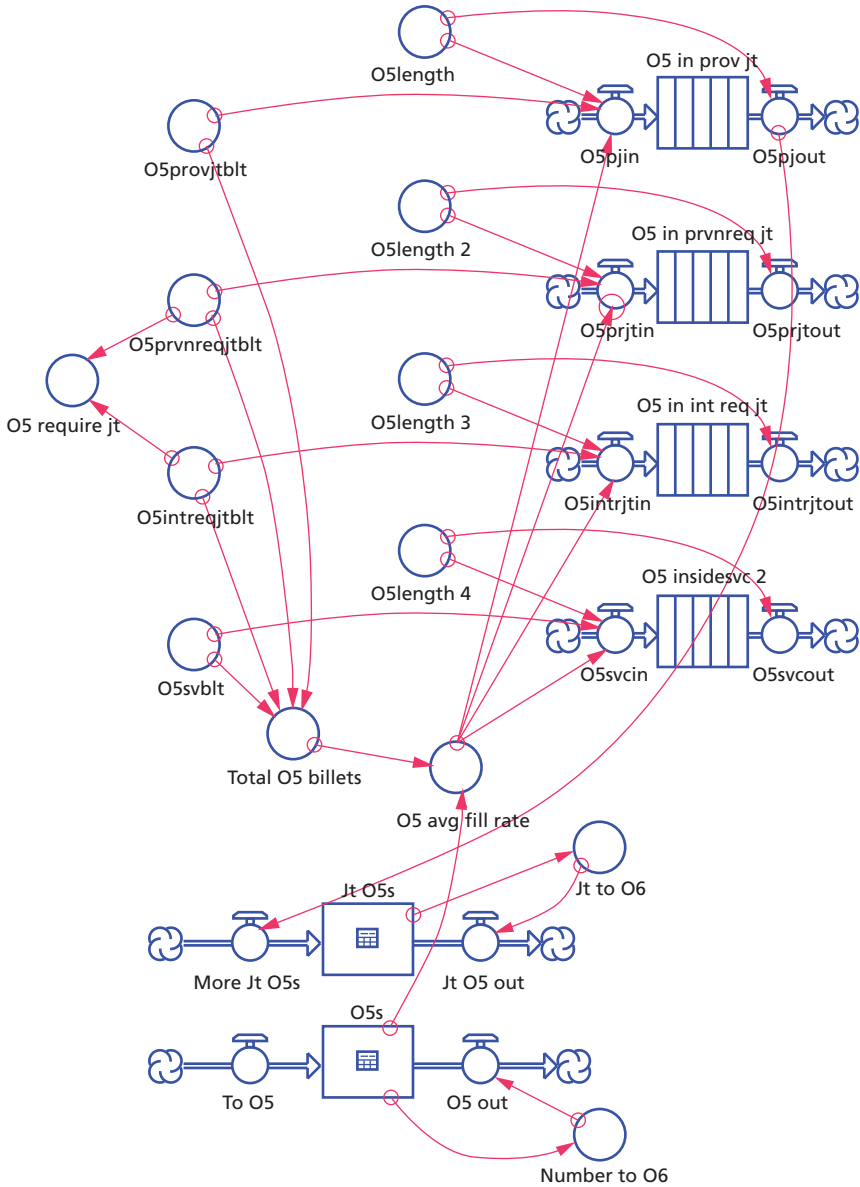 O5length
O5 in prov jt
O5provjtblt
O5pjin
O5pjout
O5length 2
O5 in prvnreq jt
O5prvnreqjtblt
O5prjtin
O5prjtout
O5 require jt
O5length 3
O5 in int req jt
O5intreqjtblt
O5intrjtin
O5intrjtout
O5length 4
O5 insidesvc 2
O5svblt
O5svcin
O5svcout
Total O5 billets
O5 avg fill rate
Jt O5s
Jt to O6
More Jt O5s
Jt O5 out
O5s
To O5
O5 out
Number to O6